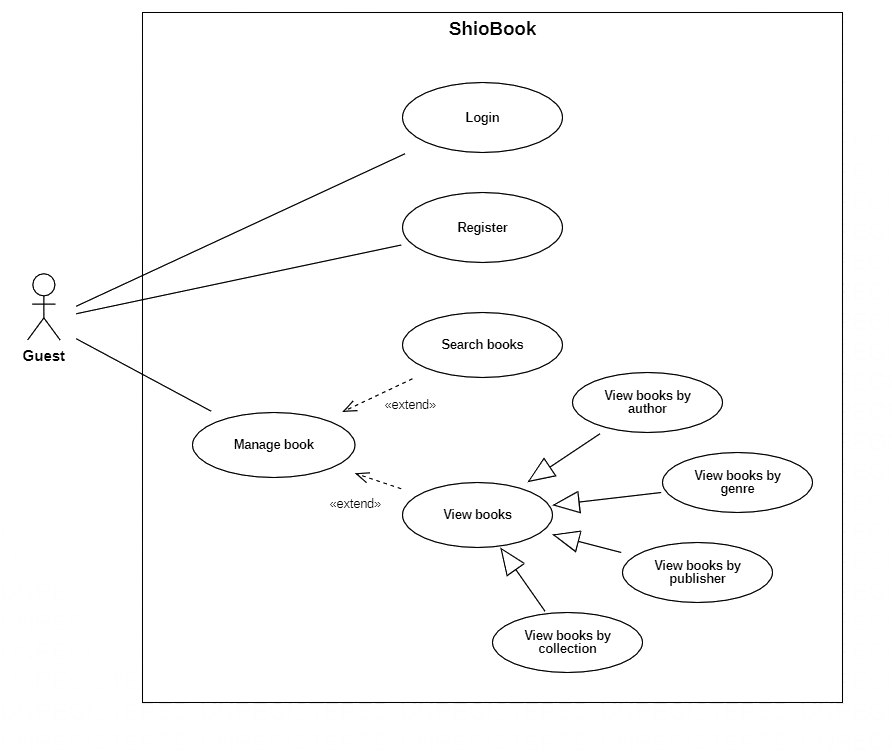 ShioBook
Login
Register
Guest
Search books
«extend»
Manage book
View books by
author
View books by
genre
«extend»
View books
View books by
publisher
View books by
collection